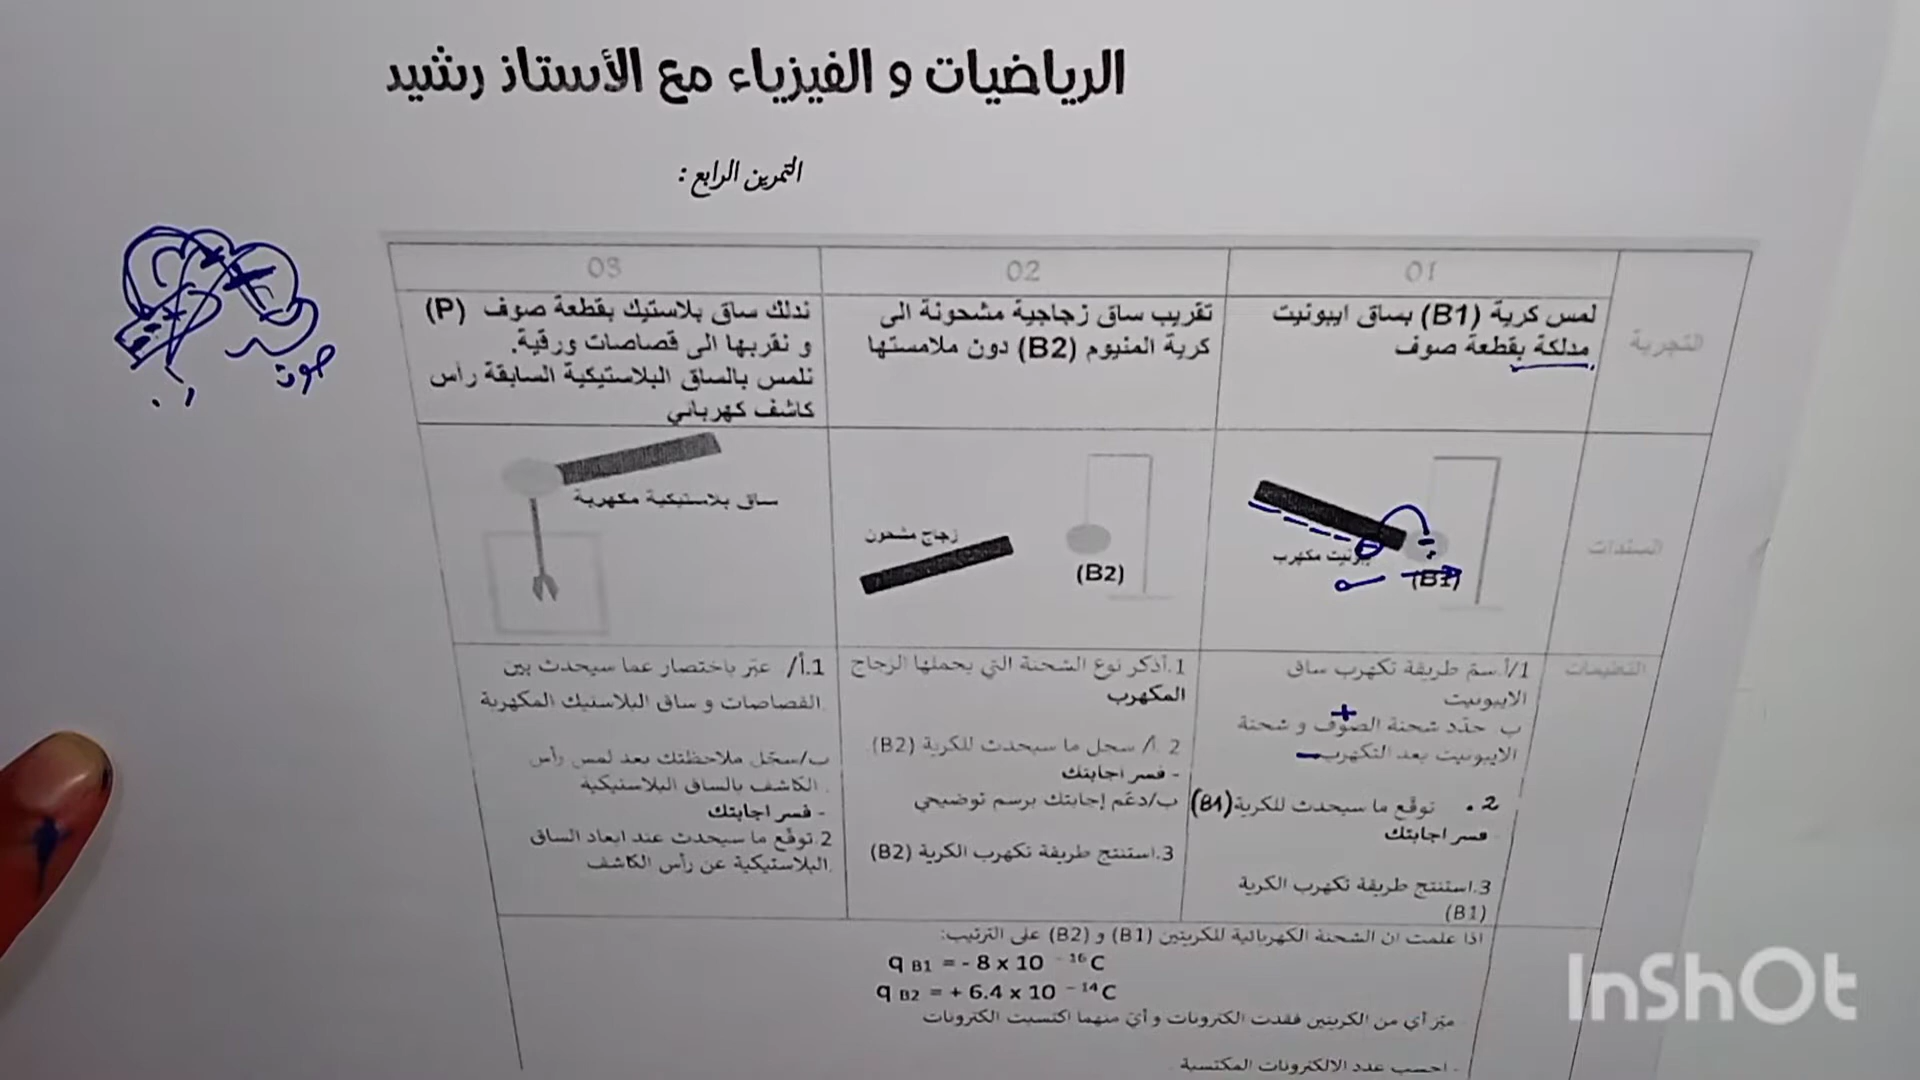 الرياضيات و الفيزياء مع الأستاذ رشيد
التمرين الرابع :
التجربة
01
02
03
لمس كرية (B1) بساق ايبونيت
مدلكة بقطعة صوف
تقريب ساق زجاجية مشحونة الى
كرية المنيوم (B2) دون ملامستها
ندلك ساق بلاستيك بقطعة صوف (P)
و نقربها الى قصاصات ورقية.
نلمس بالساق البلاستيكية السابقة رأس
كاشف كهربائي
صوف
السندات
مكهرب
(B1)
زجاج مشحون
(B2)
ساق بلاستيكية مكهربة
التعليمات
1/أ.سمّ طريقة تكهرب ساق
الايبونيت
+
ب حدّد شحنة الصوف و شحنة
الايبونيت بعد التكهرب -
2. توقّع ما سيحدث للكرية (B1)
- فسر اجابتك
3.استنتج طريقة تكهرب الكرية
(B1)
1.أذكر نوع الشحنة التي يحملها الزجاج
المكهرب
2 أ/ سجل ما سيحدث للكرية (B2).
- فسر اجابتك
ب/دعّم إجابتك برسم توضيحي
3.استنتج طريقة تكهرب الكرية (B2)
1.أ/ عبّر باختصار عما سيحدث بين
القصاصات و ساق البلاستيك المكهربة.
ب/سجّل ملاحظتك بعد لمس رأس
الكاشف بالساق البلاستيكية.
- فسر اجابتك
2.توقّع ما سيحدث عند ابعاد الساق
البلاستيكية عن رأس الكاشف.
اذا علمت ان الشحنة الكهربائية للكريتين (B1) و (B2) على الترتيب:
q B1 = - 8 x 10 ⁻¹⁶ C
q B2 = + 6.4 x 10 ⁻¹⁴ C
ميّز أي من الكريتين فقدت الكترونات و أي منهما اكتسبت الكترونات
- احسب عدد الالكترونات المكتسبة.
InShOt